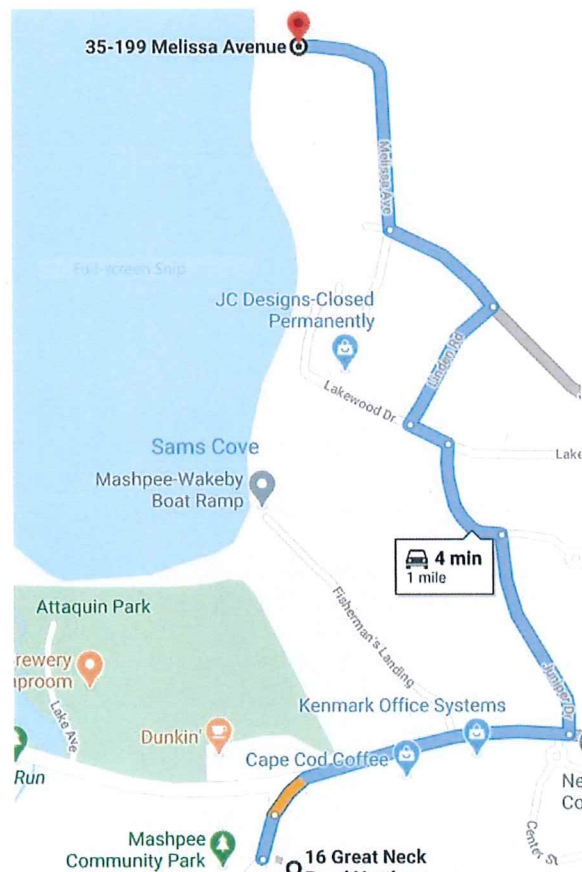 35-199 Melissa Avenue
Melissa Ave
Full-screen Snip
JC Designs-Closed
Permanently
Linden Rd
Lakewood Dr
Lake
Sams Cove
Mashpee-Wakeby
Boat Ramp
4 min
1 mile
Attaquin Park
Fisherman's Landing
rewery
aproom
Lake Ave
Juniper Dr
Kenmark Office Systems
Dunkin'
Cape Cod Coffee
Run
Ne
Co
Center St
Mashpee
Community Park
16 Great Neck